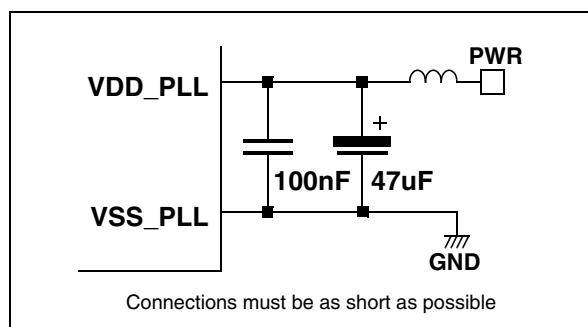 PWR
VDD_PLL
+
100nF 47uF
VSS_PLL
GND
Connections must be as short as possible